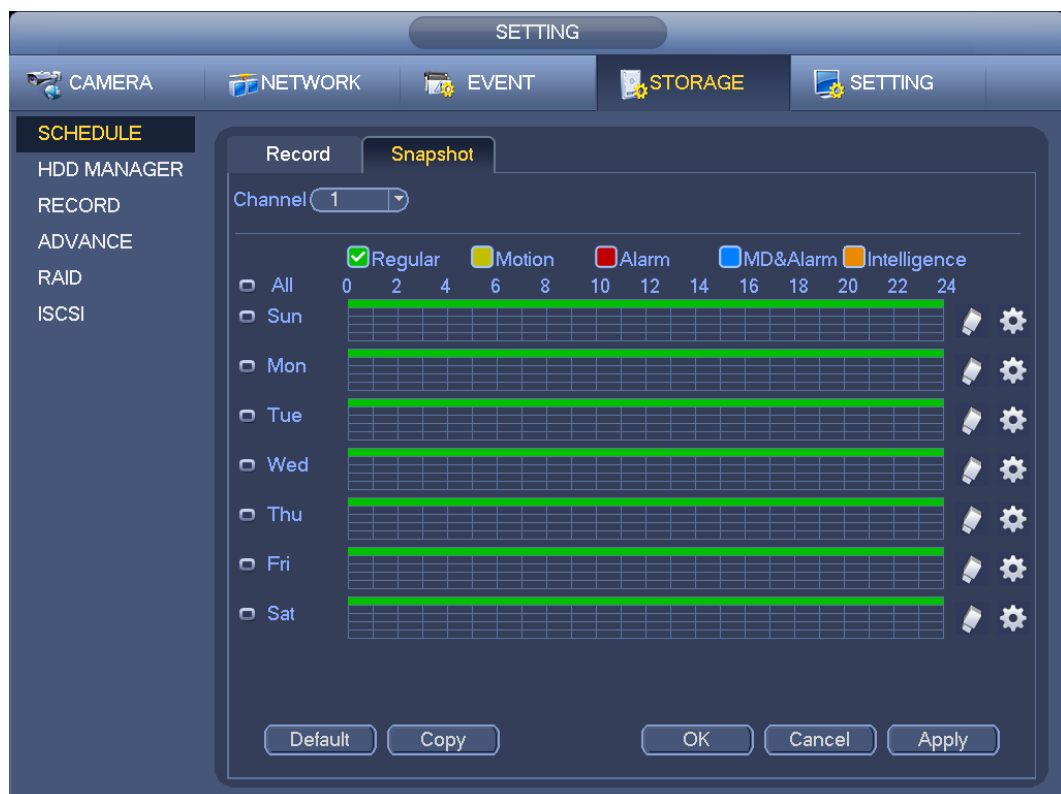 SETTING
CAMERA NETWORK EVENT STORAGE SETTING
SCHEDULE
HDD MANAGER
RECORD
ADVANCE
RAID
ISCSI
Record Snapshot
Channel 1
Regular Motion Alarm MD&Alarm Intelligence
All 0 2 4 6 8 10 12 14 16 18 20 22 24
Sun
Mon
Tue
Wed
Thu
Fri
Sat
Default Copy OK Cancel Apply